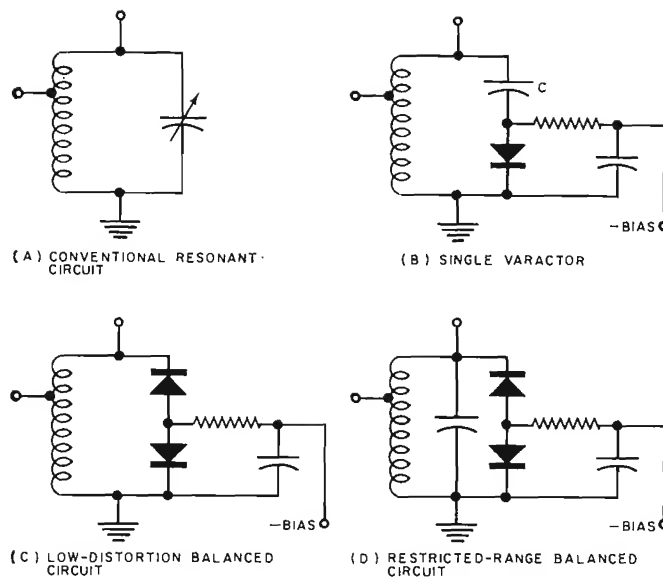 C
-BIAS
(A) CONVENTIONAL RESONANT
CIRCUIT
(B) SINGLE VARACTOR
-BIAS
-BIAS
(C) LOW-DISTORTION BALANCED
CIRCUIT
(D) RESTRICTED-RANGE BALANCED
CIRCUIT